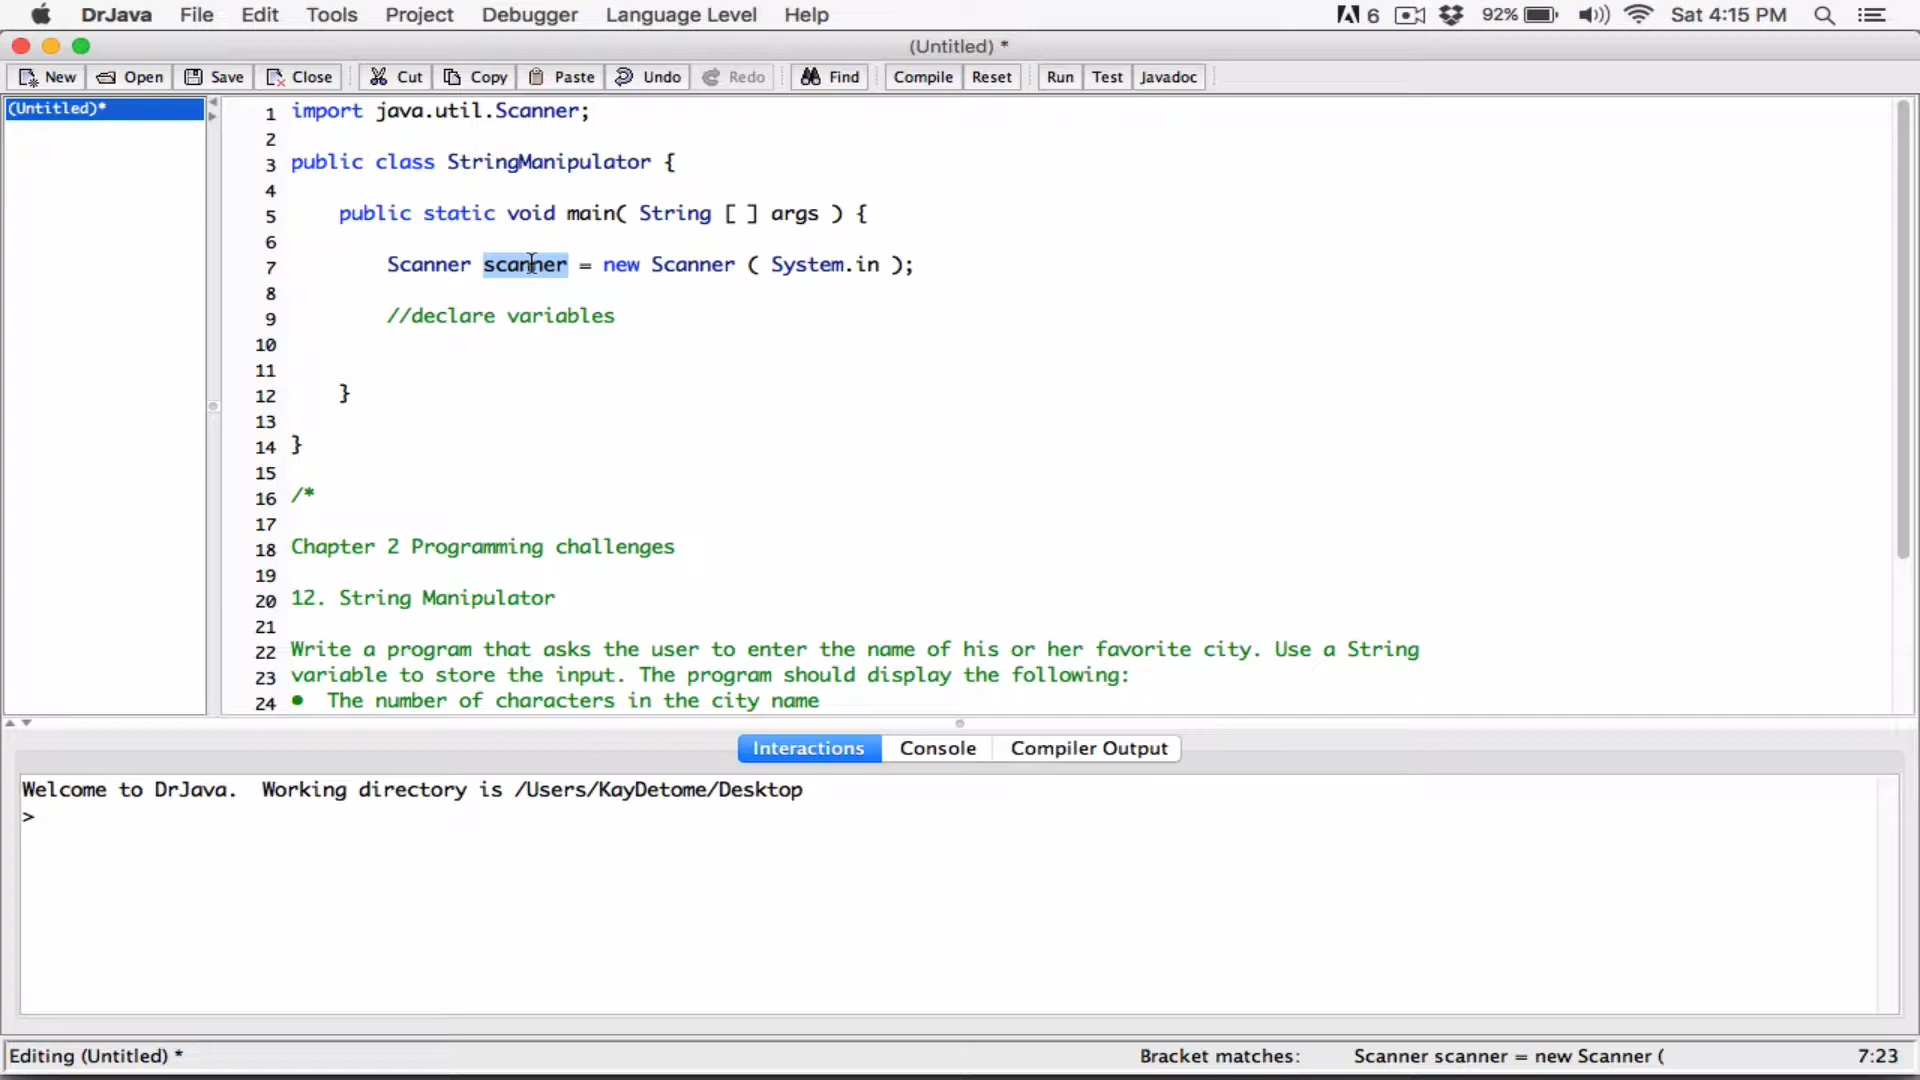 DrJava File Edit Tools Project Debugger Language Level Help 6 92% Sat 4:15 PM
(Untitled) *
New Open Save Close Cut Copy Paste Undo Redo Find Compile Reset Run Test Javadoc
(Untitled)*
1 import java.util.Scanner;
2
3 public class StringManipulator {
4
5 public static void main( String [ ] args ) {
6
7 Scanner scanner = new Scanner ( System.in );
8
9 //declare variables
10
11
12 }
13
14 }
15
16 /*
17
18 Chapter 2 Programming challenges
19
20 12. String Manipulator
21
22 Write a program that asks the user to enter the name of his or her favorite city. Use a String
23 variable to store the input. The program should display the following:
24 ● The number of characters in the city name
Interactions Console Compiler Output
Welcome to DrJava. Working directory is /Users/KayDetome/Desktop
>
Editing (Untitled) * Bracket matches: Scanner scanner = new Scanner ( 7:23